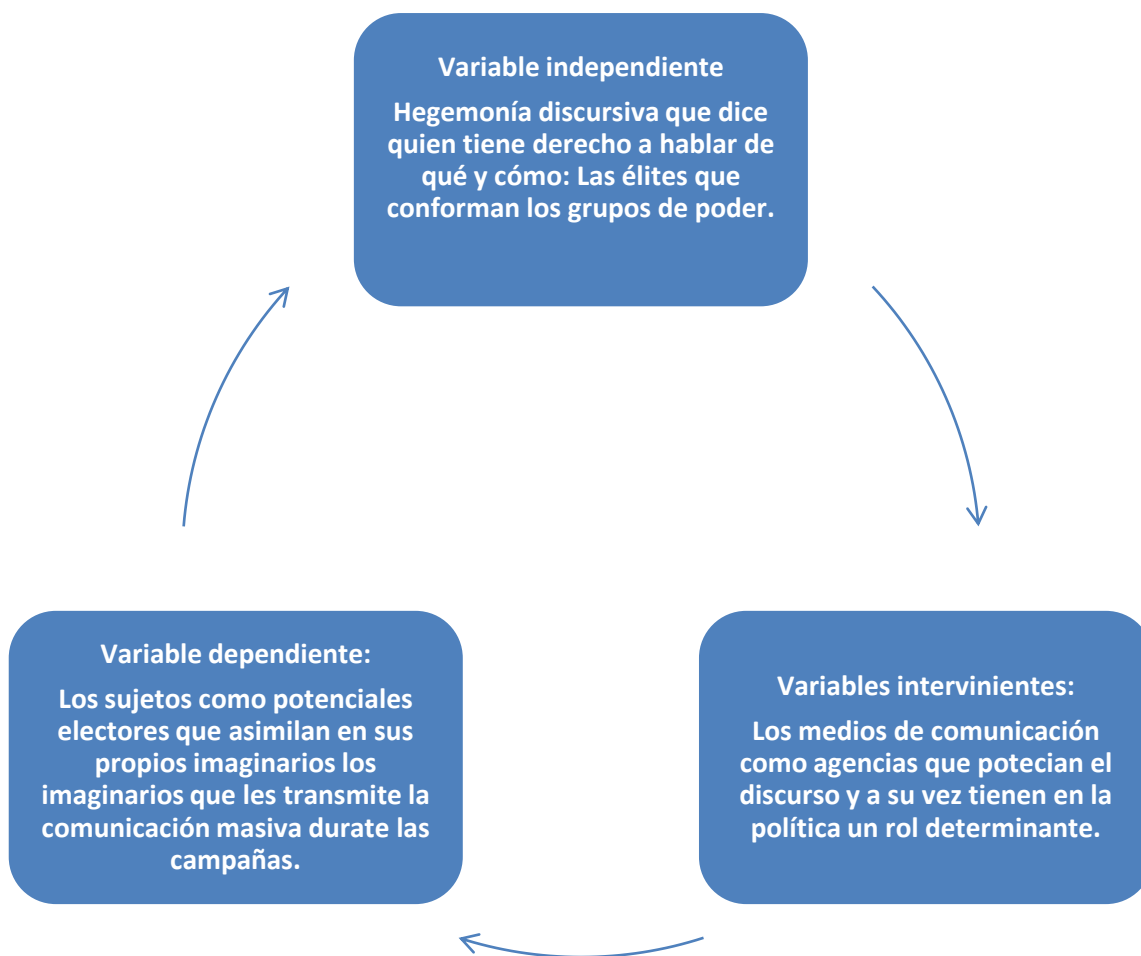 Variable independiente
Hegemonía discursiva que dice
quien tiene derecho a hablar de
qué y cómo: Las élites que
conforman los grupos de poder.
Variable dependiente:
Los sujetos como potenciales
electores que asimilan en sus
propios imaginarios los
imaginarios que les transmite la
comunicación masiva durate las
campañas.
Variables intervinientes:
Los medios de comunicación
como agencias que potecian el
discurso y a su vez tienen en la
política un rol determinante.